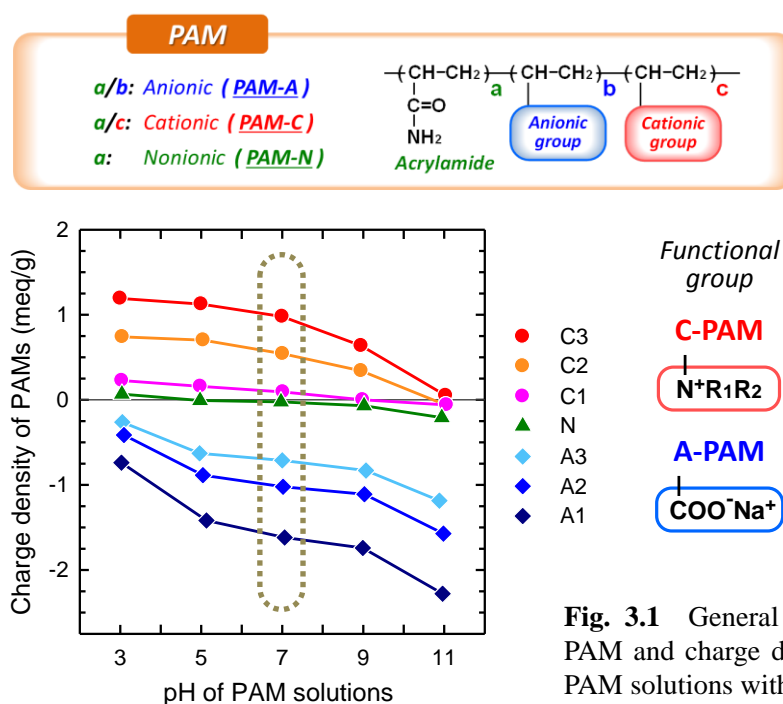 PAM
a/b: Anionic (PAM-A)
a/c: Cationic (PAM-C)
a: Nonionic (PAM-N)
(CH-CH₂) a (CH-CH₂) b (CH-CH₂) c
C=O
NH₂
Acrylamide
Anionic
group
Cationic
group
Charge density of PAMs (meq/g)
2
1
0
-1
-2
3 5 7 9 11
pH of PAM solutions
C3
C2
C1
N
A3
A2
A1
Functional
group
C-PAM
N⁺R₁R₂
A-PAM
COO⁻Na⁺
Fig. 3.1 General
PAM and charge d
PAM solutions with